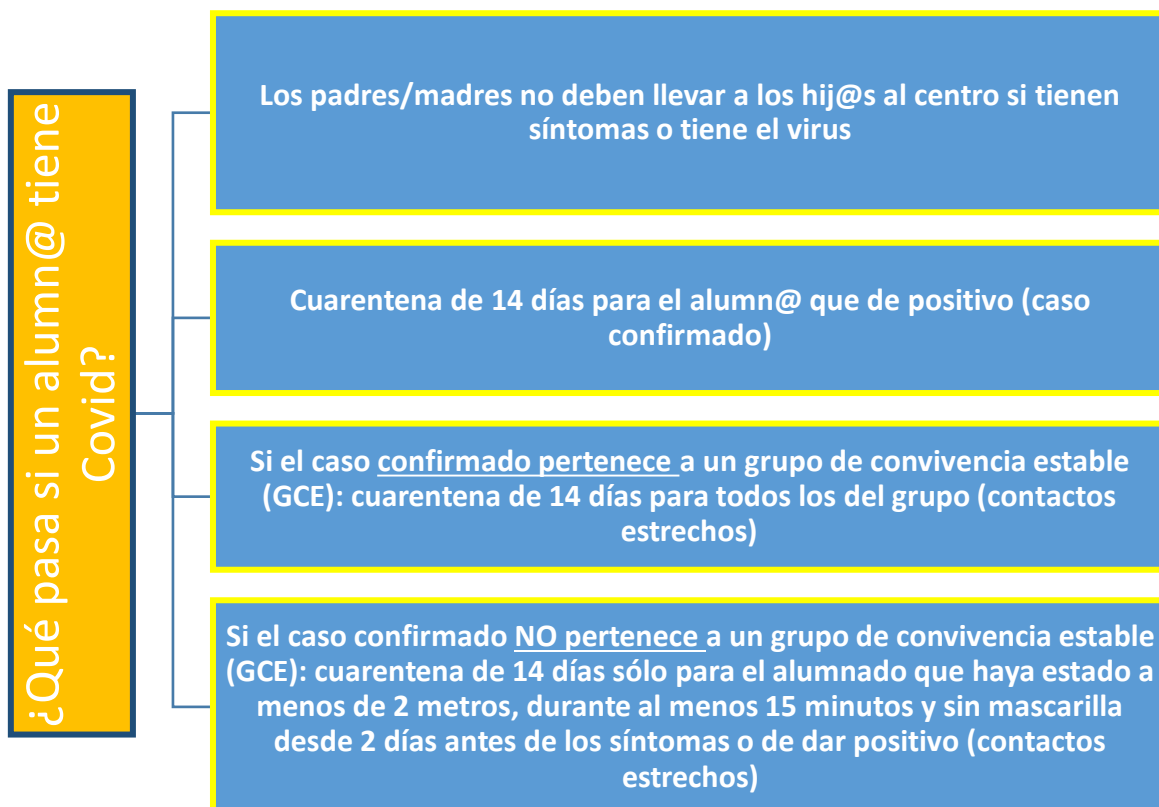 ¿Qué pasa si un alumn@ tiene
Covid?
Los padres/madres no deben llevar a los hij@s al centro si tienen
síntomas o tiene el virus
Cuarentena de 14 días para el alumn@ que de positivo (caso
confirmado)
Si el caso confirmado pertenece a un grupo de convivencia estable
(GCE): cuarentena de 14 días para todos los del grupo (contactos
estrechos)
Si el caso confirmado NO pertenece a un grupo de convivencia estable
(GCE): cuarentena de 14 días sólo para el alumnado que haya estado a
menos de 2 metros, durante al menos 15 minutos y sin mascarilla
desde 2 días antes de los síntomas o de dar positivo (contactos
estrechos)